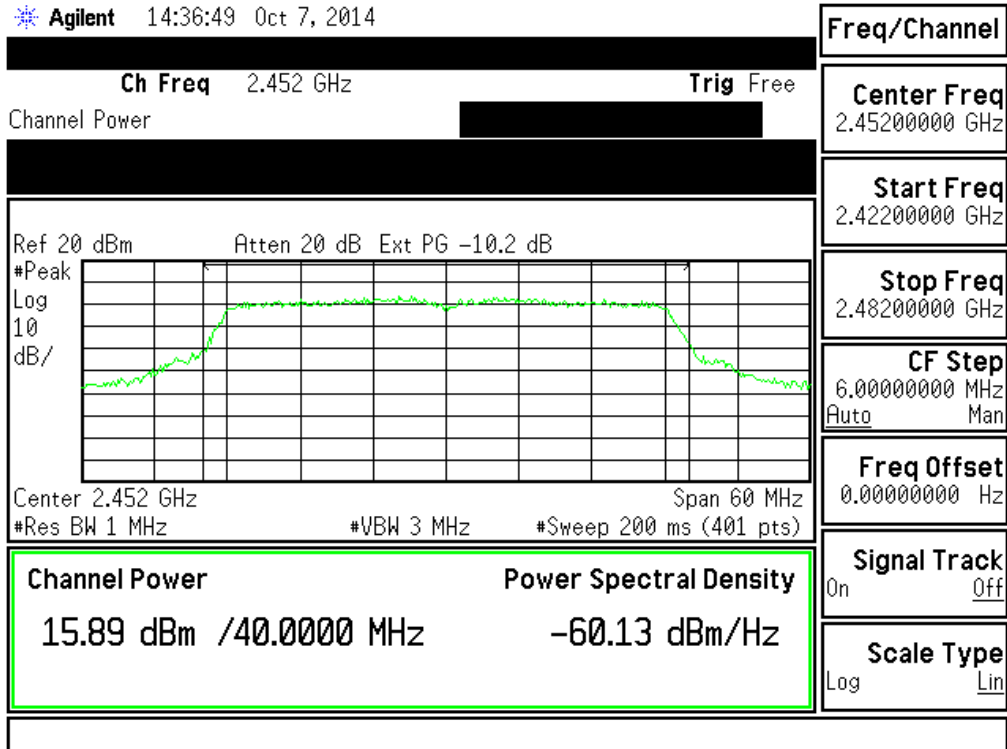 Agilent 14:36:49 Oct 7, 2014
Freq/Channel
Ch Freq 2.452 GHz Trig Free
Channel Power
Center Freq
2.45200000 GHz
Start Freq
2.42200000 GHz
Stop Freq
2.48200000 GHz
CF Step
6.00000000 MHz
Auto Man
Freq Offset
0.00000000 Hz
Signal Track
On Off
Scale Type
Log Lin
Ref 20 dBm Atten 20 dB Ext PG -10.2 dB
#Peak
Log
10
dB/
Center 2.452 GHz Span 60 MHz
#Res BW 1 MHz #VBW 3 MHz #Sweep 200 ms (401 pts)
Channel Power Power Spectral Density
15.89 dBm /40.0000 MHz -60.13 dBm/Hz